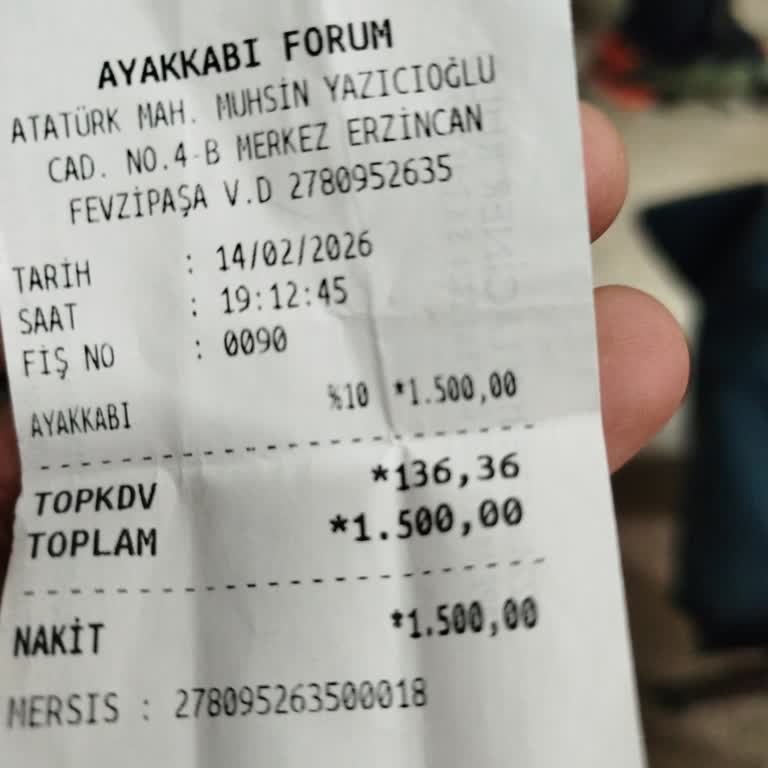 AYAKKABI FORUM
ATATÜRK MAH. MUHSİN YAZICIOĞLU
CAD. NO.4-B MERKEZ ERZİNCAN
FEVZİPAŞA V.D 2780952635
TARİH : 14/02/2026
SAAT : 19:12:45
FİŞ NO : 0090
AYAKKABI %10 *1.500,00
TOPKDV *136,36
TOPLAM *1.500,00
NAKİT *1.500,00
MERSIS : 278095263500018